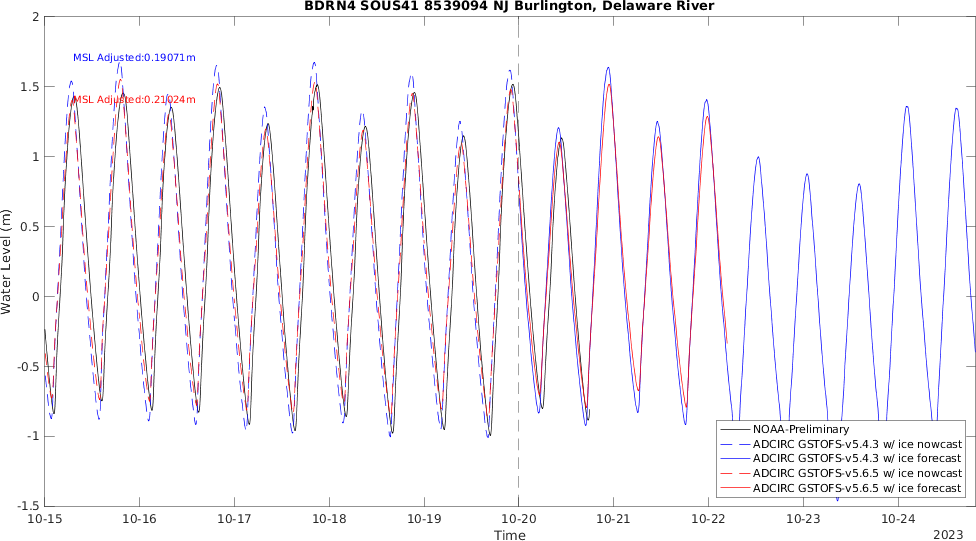 BDRN4 SOUS41 8539094 NJ Burlington, Delaware River
2
1.5
1
0.5
0
-0.5
-1
-1.5
Water Level (m)
MSL Adjusted:0.19071m
MSL Adjusted:0.21024m
NOAA-Preliminary
ADCIRC GSTOFS-v5.4.3 w/ ice nowcast
ADCIRC GSTOFS-v5.4.3 w/ ice forecast
ADCIRC GSTOFS-v5.6.5 w/ ice nowcast
ADCIRC GSTOFS-v5.6.5 w/ ice forecast
10-15 10-16 10-17 10-18 10-19 10-20 10-21 10-22 10-23 10-24
Time
2023